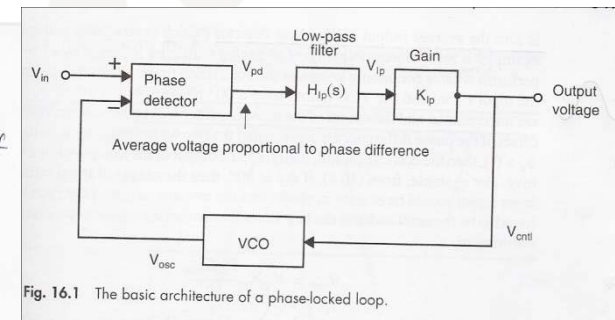 Low-pass
filter
Gain
V_in
+
Phase
detector
−
V_pd
H_lp(s)
V_lp
K_lp
Output
voltage
Average voltage proportional to phase difference
VCO
V_osc
V_cntl
Fig. 16.1 The basic architecture of a phase-locked loop.